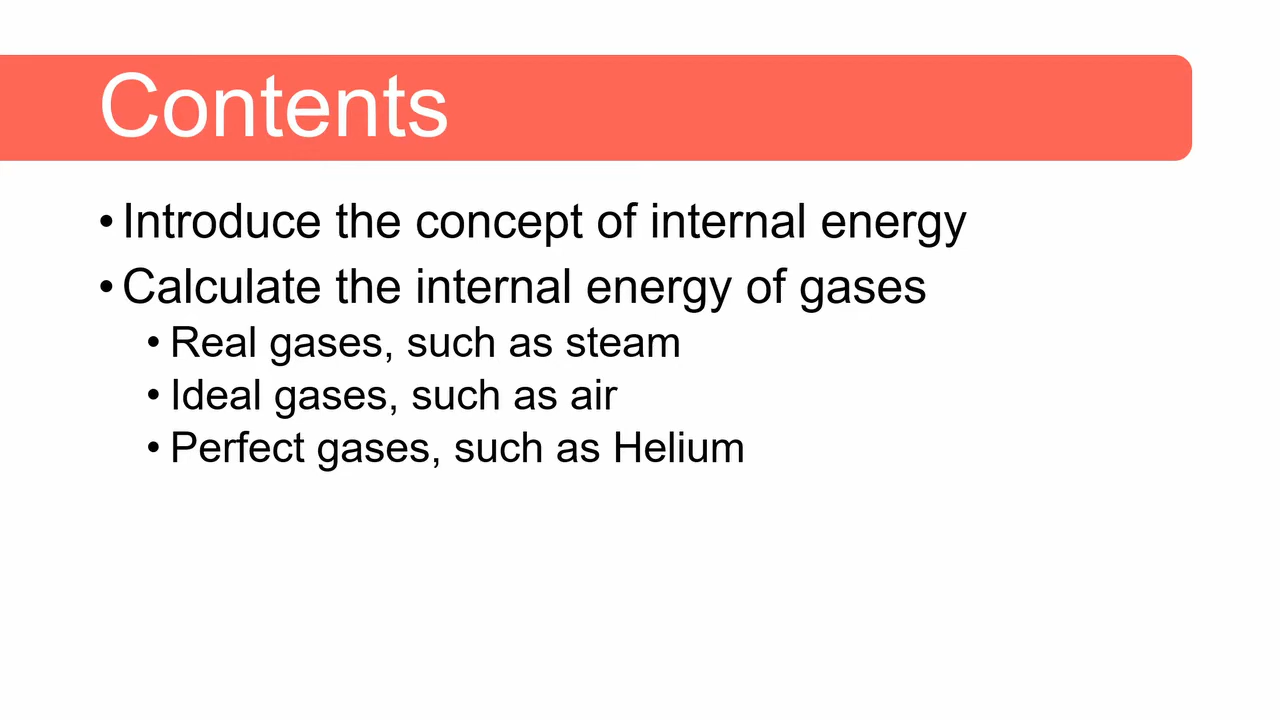 Contents
• Introduce the concept of internal energy
• Calculate the internal energy of gases
• Real gases, such as steam
• Ideal gases, such as air
• Perfect gases, such as Helium